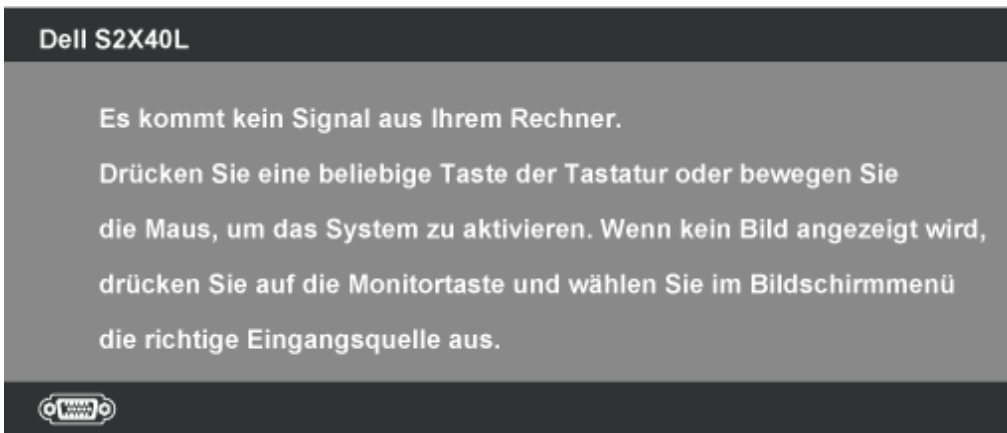 Dell S2X40L
Es kommt kein Signal aus Ihrem Rechner.
Drücken Sie eine beliebige Taste der Tastatur oder bewegen Sie
die Maus, um das System zu aktivieren. Wenn kein Bild angezeigt wird,
drücken Sie auf die Monitortaste und wählen Sie im Bildschirmmenü
die richtige Eingangsquelle aus.